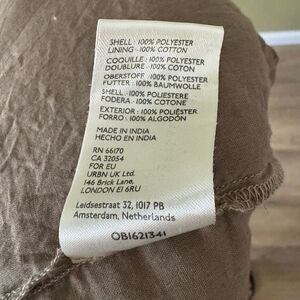 SHELL : 100% POLYESTER
LINING : 100% COTTON
COQUILLE : 100% POLYESTER
DOUBLURE : 100% COTON
OBERSTOFF : 100% POLYESTER
FUTTER : 100% BAUMWOLLE
SHELL : 100% POLIESTERE
FODERA : 100% COTONE
EXTERIOR : 100% POLIÉSTER
FORRO : 100% ALGODÓN
MADE IN INDIA
HECHO EN INDIA
RN 66170
CA 32054
FOR EU
URBN UK Ltd.
146 Brick Lane,
LONDON E1 6RU
Leidsestraat 32, 1017 PB
Amsterdam, Netherlands
OB1621341